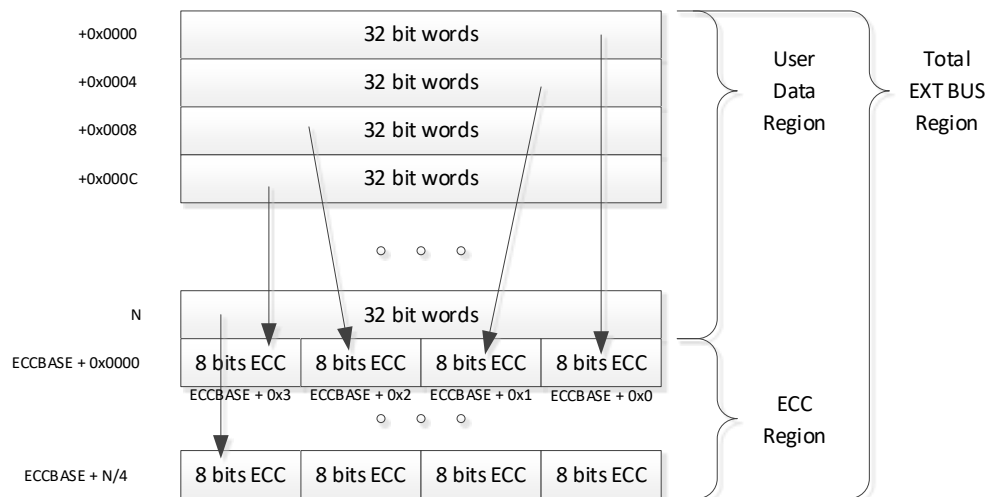 +0x0000
32 bit words
+0x0004
32 bit words
+0x0008
32 bit words
+0x000C
32 bit words
User
Data
Region
Total
EXT BUS
Region
N
32 bit words
ECCBASE + 0x0000
8 bits ECC
8 bits ECC
8 bits ECC
8 bits ECC
ECCBASE + 0x3
ECCBASE + 0x2
ECCBASE + 0x1
ECCBASE + 0x0
ECC
Region
ECCBASE + N/4
8 bits ECC
8 bits ECC
8 bits ECC
8 bits ECC